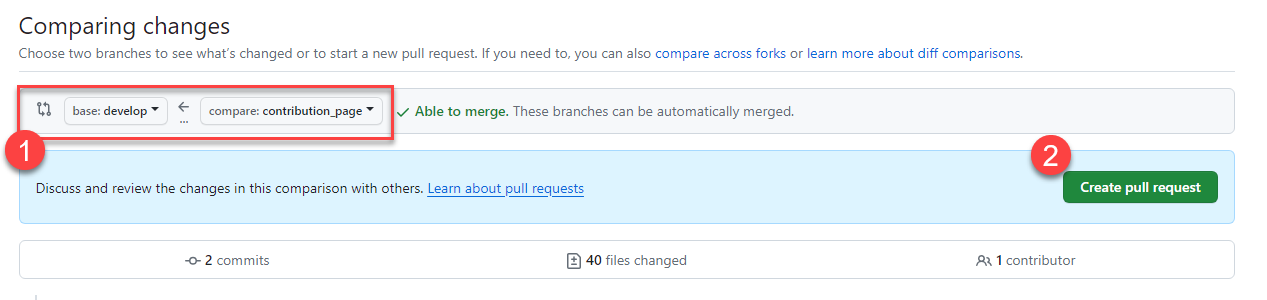 Comparing changes
Choose two branches to see what's changed or to start a new pull request. If you need to, you can also compare across forks or learn more about diff comparisons.
base: develop ... compare: contribution_page Able to merge. These branches can be automatically merged.
1
2
Discuss and review the changes in this comparison with others. Learn about pull requests Create pull request
2 commits 40 files changed 1 contributor